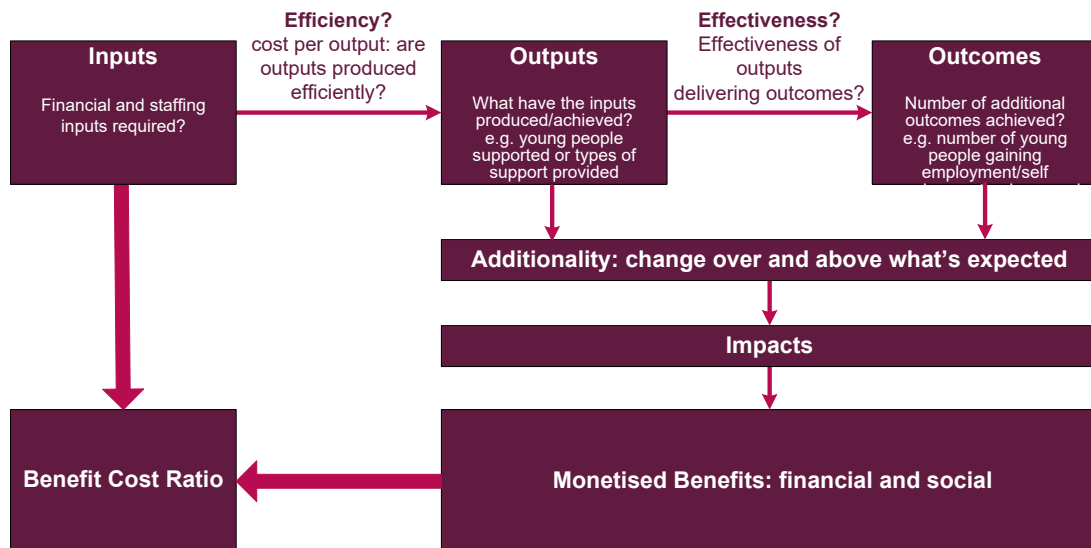 Efficiency?
cost per output: are
outputs produced
efficiently?
Effectiveness?
Effectiveness of
outputs
delivering outcomes?
Inputs
Financial and staffing
inputs required?
Outputs
What have the inputs
produced/achieved?
e.g. young people
supported or types of
support provided
Outcomes
Number of additional
outcomes achieved?
e.g. number of young
people gaining
employment/self
Additionality: change over and above what’s expected
Impacts
Benefit Cost Ratio
Monetised Benefits: financial and social